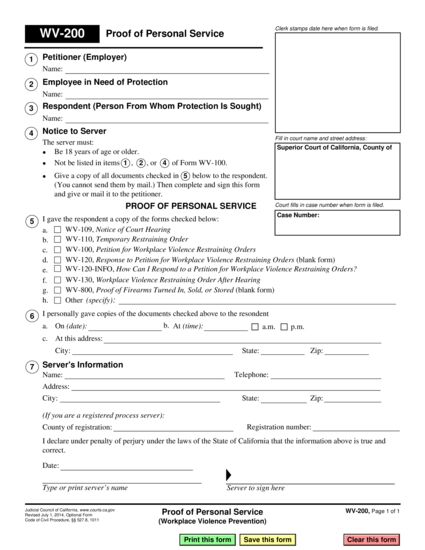 WV-200 Proof of Personal Service
Clerk stamps date here when form is filed.
1 Petitioner (Employer)
Name:
2 Employee in Need of Protection
Name:
3 Respondent (Person From Whom Protection Is Sought)
Name:
4 Notice to Server
The server must:
• Be 18 years of age or older.
• Not be listed in items 1, 2, or 4 of Form WV-100.
• Give a copy of all documents checked in 5 below to the respondent.
(You cannot send them by mail.) Then complete and sign this form
and give or mail it to the petitioner.
Fill in court name and street address:
Superior Court of California, County of
Court fills in case number when form is filed.
Case Number:
PROOF OF PERSONAL SERVICE
5 I gave the respondent a copy of the forms checked below:
a. WV-109, Notice of Court Hearing
b. WV-110, Temporary Restraining Order
c. WV-100, Petition for Workplace Violence Restraining Orders
d. WV-120, Response to Petition for Workplace Violence Restraining Orders (blank form)
e. WV-120-INFO, How Can I Respond to a Petition for Workplace Violence Restraining Orders?
f. WV-130, Workplace Violence Restraining Order After Hearing
g. WV-800, Proof of Firearms Turned In, Sold, or Stored (blank form)
h. Other (specify):
6 I personally gave copies of the documents checked above to the resondent
a. On (date): b. At (time): a.m. p.m.
c. At this address:
City: State: Zip:
7 Server's Information
Name: Telephone:
Address:
City: State: Zip:
(If you are a registered process server):
County of registration: Registration number:
I declare under penalty of perjury under the laws of the State of California that the information above is true and
correct.
Date:
Type or print server's name Server to sign here
Judicial Council of California, www.courts.ca.gov
Revised July 1, 2014, Optional Form
Code of Civil Procedure, §§ 527.8, 1011
Proof of Personal Service
(Workplace Violence Prevention)
WV-200, Page 1 of 1
Print this form Save this form Clear this form